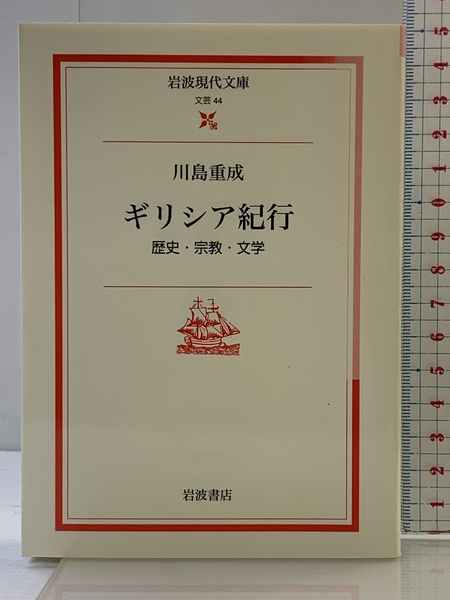 岩波現代文庫
文芸 44
川島重成
ギリシア紀行
歴史・宗教・文学
岩波書店